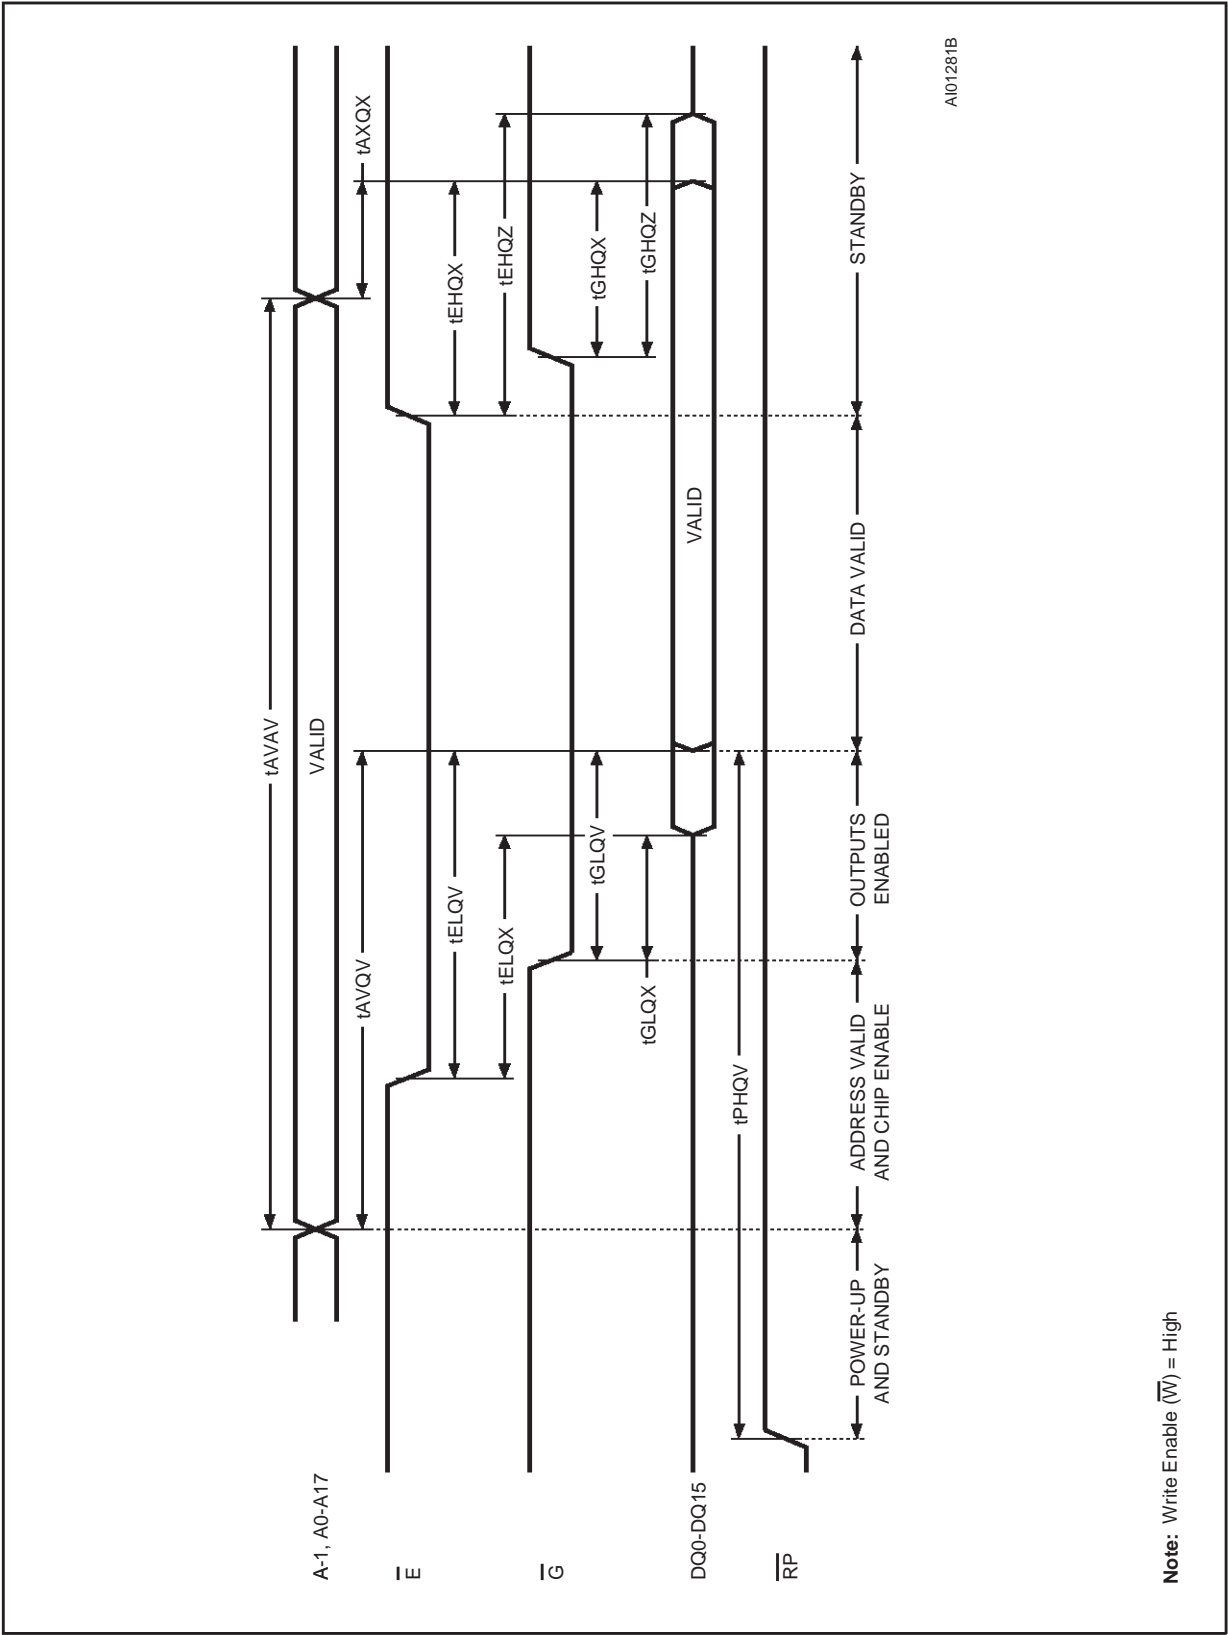 tAVAV
A-1, A0-A17
VALID
tAVQV
tAXQX
E̅
tELQV
tEHQX
tELQX
tEHQZ
G̅
tGLQV
tGHQX
tGLQX
tGHQZ
DQ0-DQ15
VALID
tPHQV
R̅P̅
POWER-UP
AND STANDBY
ADDRESS VALID
AND CHIP ENABLE
OUTPUTS
ENABLED
DATA VALID
STANDBY
AI01281B
Note: Write Enable (W̅) = High